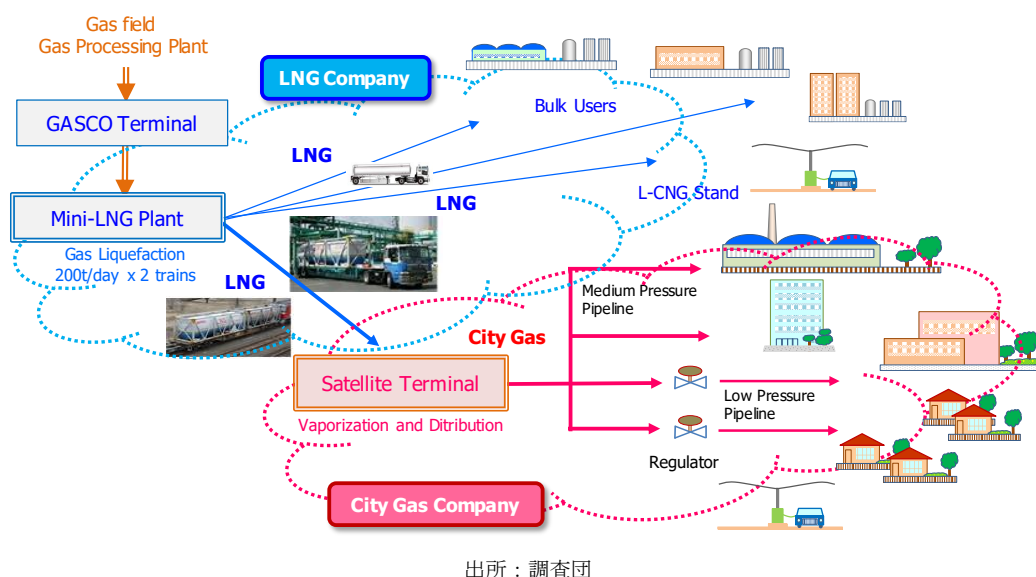 Gas field
Gas Processing Plant
LNG Company
GASCO Terminal
Bulk Users
LNG
LNG
L-CNG Stand
Mini-LNG Plant
Gas Liquefaction
200t/day x 2 trains
LNG
Medium Pressure
Pipeline
City Gas
Satellite Terminal
Low Pressure
Pipeline
Vaporization and Ditribution
Regulator
City Gas Company
出所：調査団